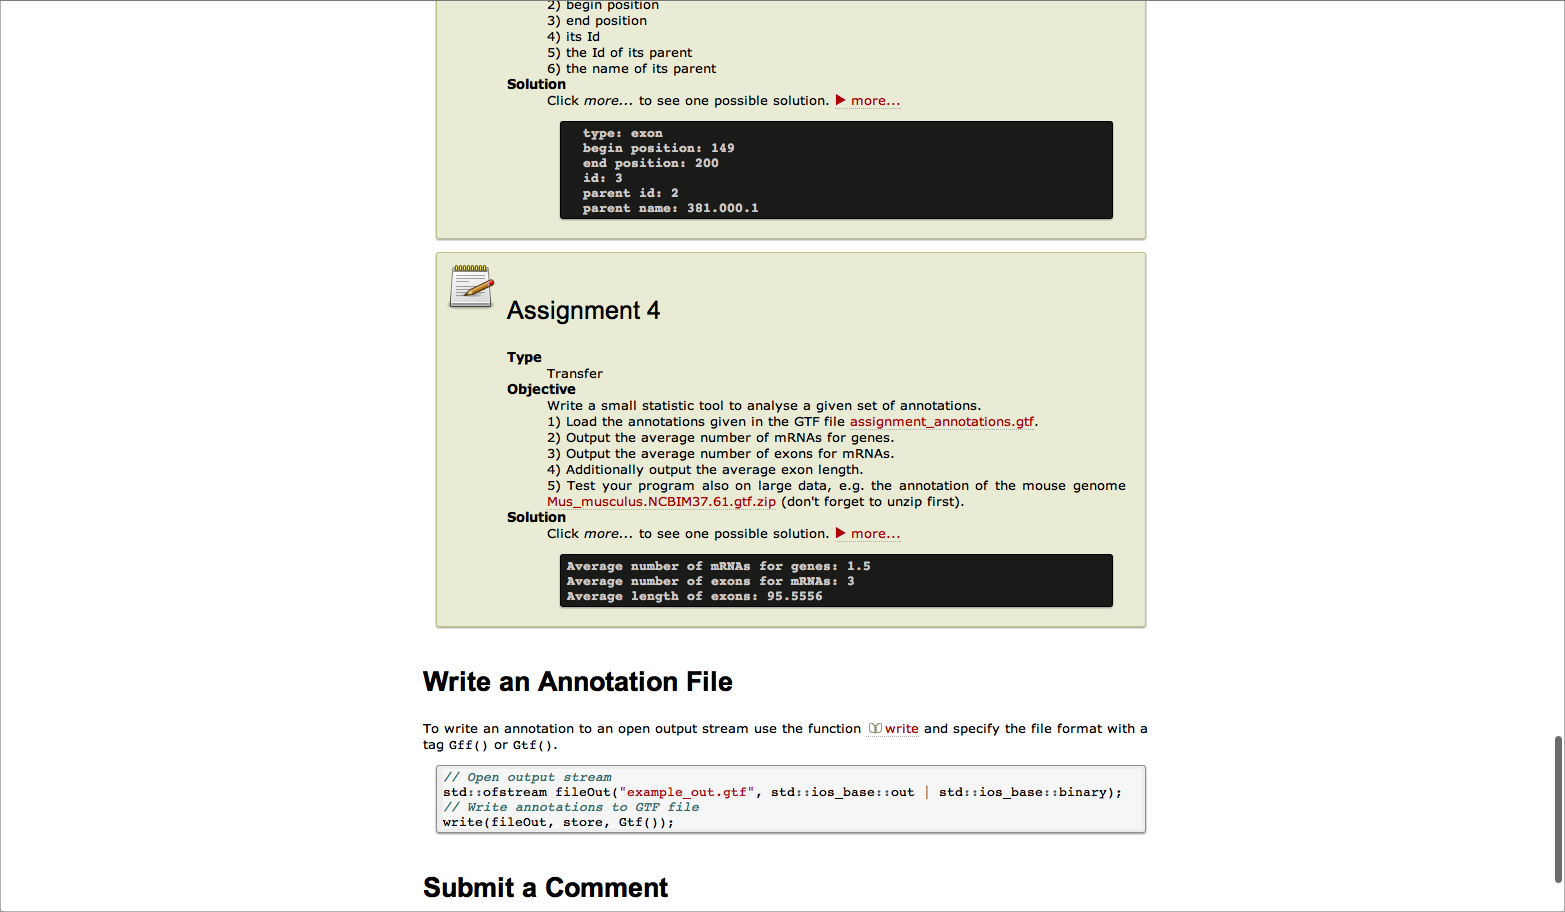 2) begin position
3) end position
4) its Id
5) the Id of its parent
6) the name of its parent
Solution
Click more... to see one possible solution. ▶ more...
type: exon
begin position: 149
end position: 200
id: 3
parent id: 2
parent name: 381.000.1
Assignment 4
Type
Transfer
Objective
Write a small statistic tool to analyse a given set of annotations.
1) Load the annotations given in the GTF file assignment_annotations.gtf.
2) Output the average number of mRNAs for genes.
3) Output the average number of exons for mRNAs.
4) Additionally output the average exon length.
5) Test your program also on large data, e.g. the annotation of the mouse genome
Mus_musculus.NCBIM37.61.gtf.zip (don't forget to unzip first).
Solution
Click more... to see one possible solution. ▶ more...
Average number of mRNAs for genes: 1.5
Average number of exons for mRNAs: 3
Average length of exons: 95.5556
Write an Annotation File
To write an annotation to an open output stream use the function write and specify the file format with a
tag Gff() or Gtf().
// Open output stream
std::ofstream fileOut("example_out.gtf", std::ios_base::out | std::ios_base::binary);
// Write annotations to GTF file
write(fileOut, store, Gtf());
Submit a Comment